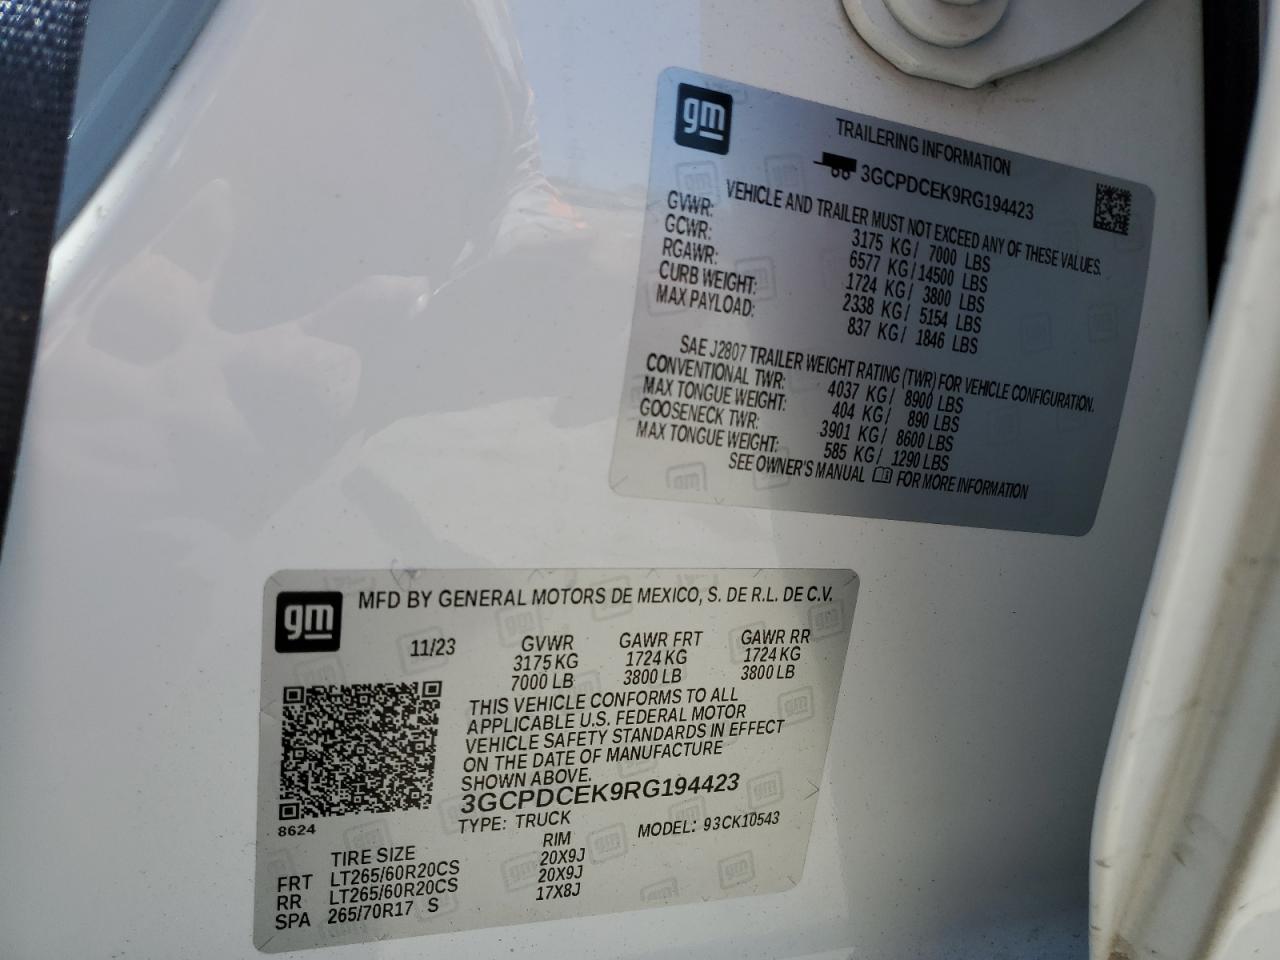 gm
TRAILERING INFORMATION
3GCPDCEK9RG194423
VEHICLE AND TRAILER MUST NOT EXCEED ANY OF THESE VALUES.
GVWR: 3175 KG/ 7000 LBS
GCWR: 6577 KG/14500 LBS
RGAWR: 1724 KG/ 3800 LBS
CURB WEIGHT: 2338 KG/ 5154 LBS
MAX PAYLOAD: 837 KG/ 1846 LBS
SAE J2807 TRAILER WEIGHT RATING (TWR) FOR VEHICLE CONFIGURATION.
CONVENTIONAL TWR: 4037 KG/ 8900 LBS
MAX TONGUE WEIGHT: 404 KG/ 890 LBS
GOOSENECK TWR: 3901 KG/ 8600 LBS
MAX TONGUE WEIGHT: 585 KG/ 1290 LBS
SEE OWNER'S MANUAL FOR MORE INFORMATION
gm
MFD BY GENERAL MOTORS DE MEXICO, S. DE R.L. DE C.V.
11/23 GVWR GAWR FRT GAWR RR
3175 KG 1724 KG 1724 KG
7000 LB 3800 LB 3800 LB
THIS VEHICLE CONFORMS TO ALL
APPLICABLE U.S. FEDERAL MOTOR
VEHICLE SAFETY STANDARDS IN EFFECT
ON THE DATE OF MANUFACTURE
SHOWN ABOVE.
3GCPDCEK9RG194423
8624
TYPE: TRUCK MODEL: 93CK10543
TIRE SIZE RIM
FRT LT265/60R20CS 20X9J
RR LT265/60R20CS 20X9J
SPA 265/70R17 S 17X8J